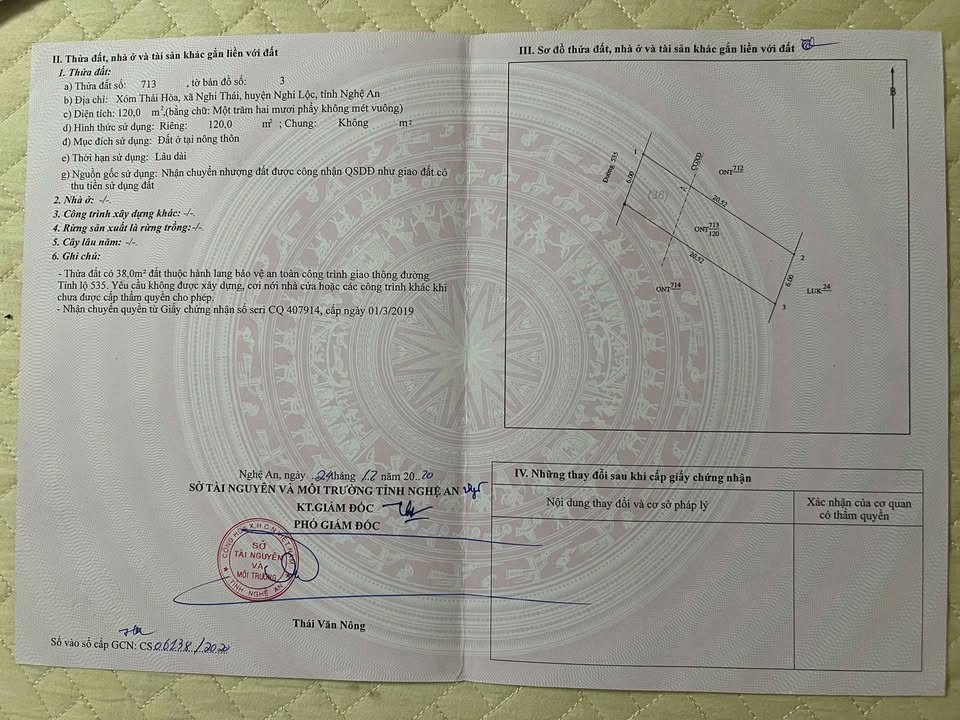 II. Thửa đất, nhà ở và tài sản khác gắn liền với đất
1. Thửa đất:
a) Thửa đất số: 713 , tờ bản đồ số: 3
b) Địa chỉ: Xóm Thái Hòa, xã Nghi Thái, huyện Nghi Lộc, tỉnh Nghệ An
c) Diện tích: 120,0 m²,(bằng chữ: Một trăm hai mươi phẩy không mét vuông)
d) Hình thức sử dụng: Riêng: 120,0 m² ; Chung: Không m²
đ) Mục đích sử dụng: Đất ở tại nông thôn
e) Thời hạn sử dụng: Lâu dài
g) Nguồn gốc sử dụng: Nhận chuyển nhượng đất được công nhận QSDĐ như giao đất có
thu tiền sử dụng đất
2. Nhà ở: -/-.
3. Công trình xây dựng khác: -/-.
4. Rừng sản xuất là rừng trồng:-/-.
5. Cây lâu năm: -/-.
6. Ghi chú:
- Thửa đất có 38,0m² đất thuộc hành lang bảo vệ an toàn công trình giao thông đường
Tỉnh lộ 535. Yêu cầu không được xây dựng, cơi nới nhà cửa hoặc các công trình khác khi
chưa được cấp thẩm quyền cho phép.
- Nhận chuyển quyền từ Giấy chứng nhận số seri CQ 407914, cấp ngày 01/3/2019
Nghệ An, ngày 24 tháng 12 năm 2020
SỞ TÀI NGUYÊN VÀ MÔI TRƯỜNG TỈNH NGHỆ AN
KT.GIÁM ĐỐC
PHÓ GIÁM ĐỐC
CỘNG HÒA X.H.C.N VIỆT NAM
SỞ
TÀI NGUYÊN
VÀ
MÔI TRƯỜNG
TỈNH NGHỆ AN
Thái Văn Nông
Số vào sổ cấp GCN: CS 06138/2020
III. Sơ đồ thửa đất, nhà ở và tài sản khác gắn liền với đất
B
Đường: 535
1
CQXD
ONT 712
6.00
(38)
20.52
ONT 713
120
20.52
2
6.00
ONT 714
LUK 24
3
IV. Những thay đổi sau khi cấp giấy chứng nhận
Nội dung thay đổi và cơ sở pháp lý
Xác nhận của cơ quan
có thẩm quyền